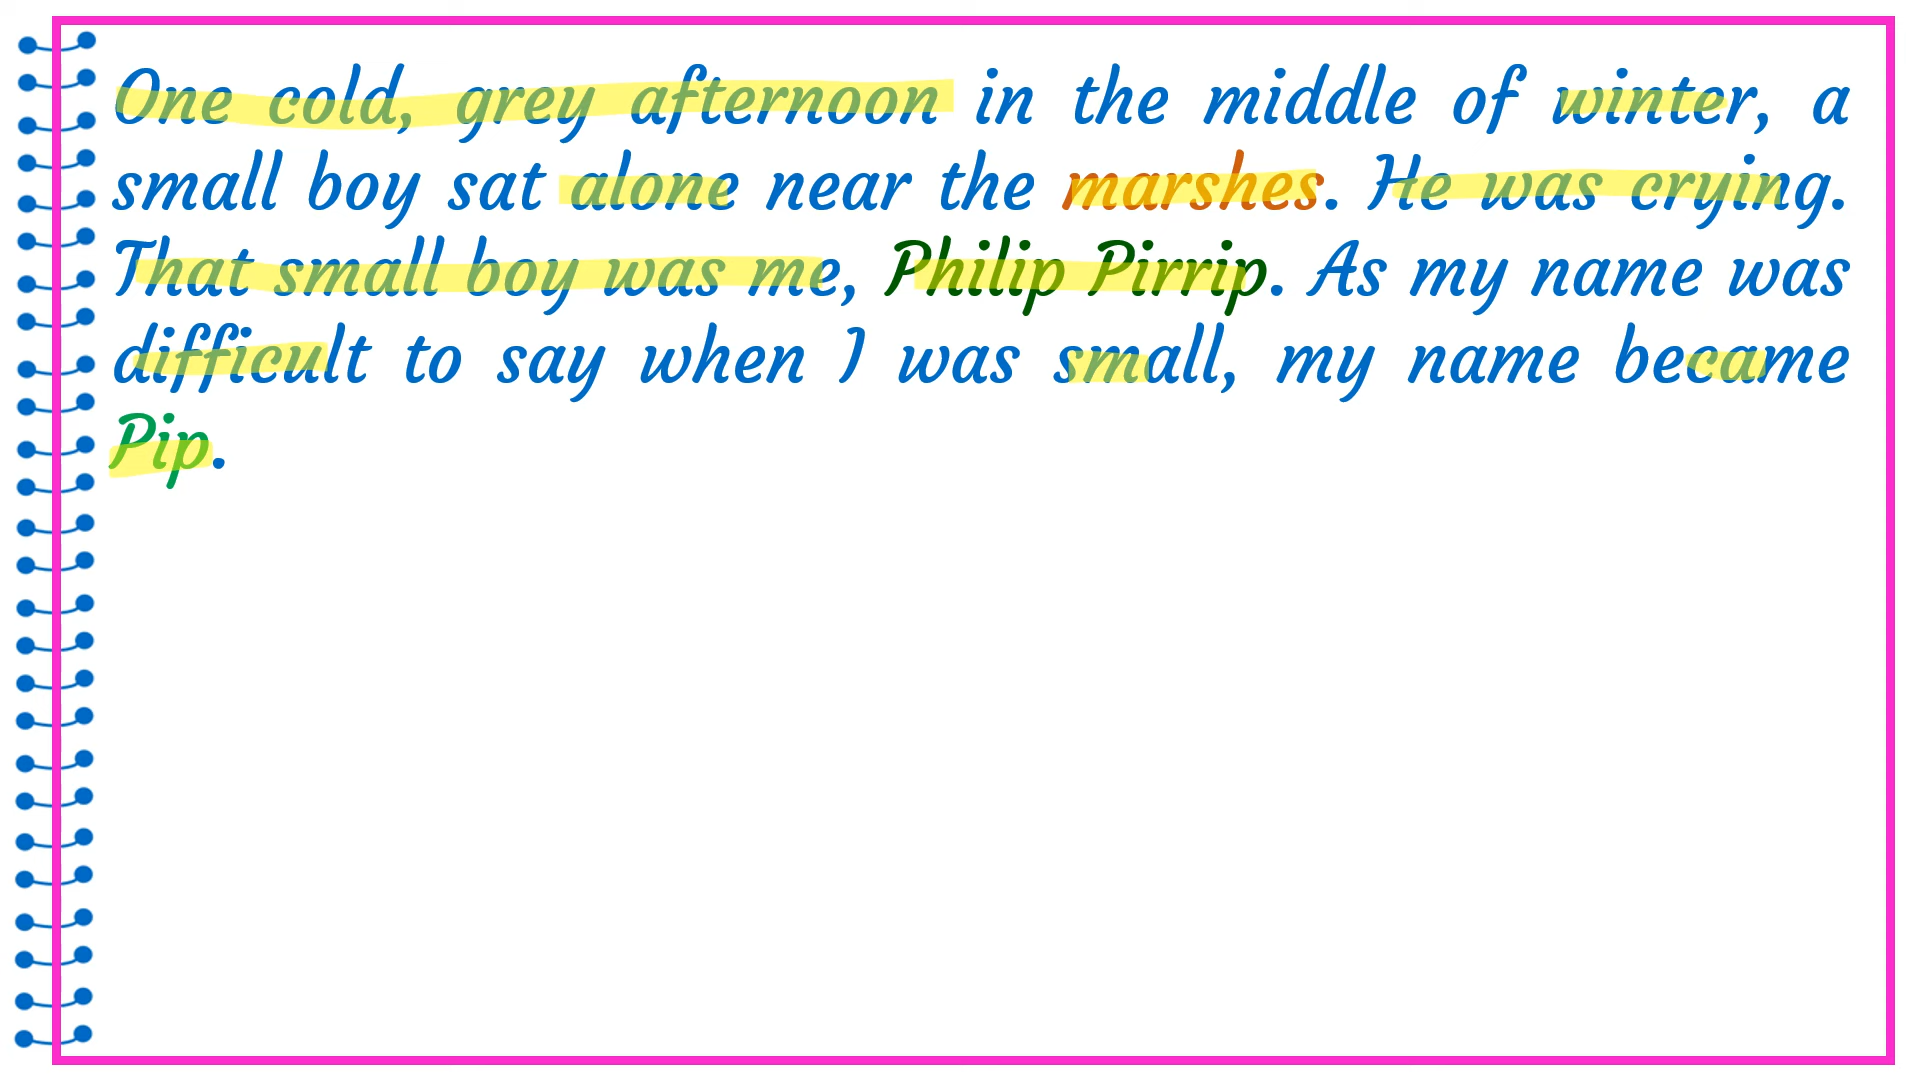 One cold, grey afternoon in the middle of winter, a
small boy sat alone near the marshes. He was crying.
That small boy was me, Philip Pirrip. As my name was
difficult to say when I was small, my name became
Pip.